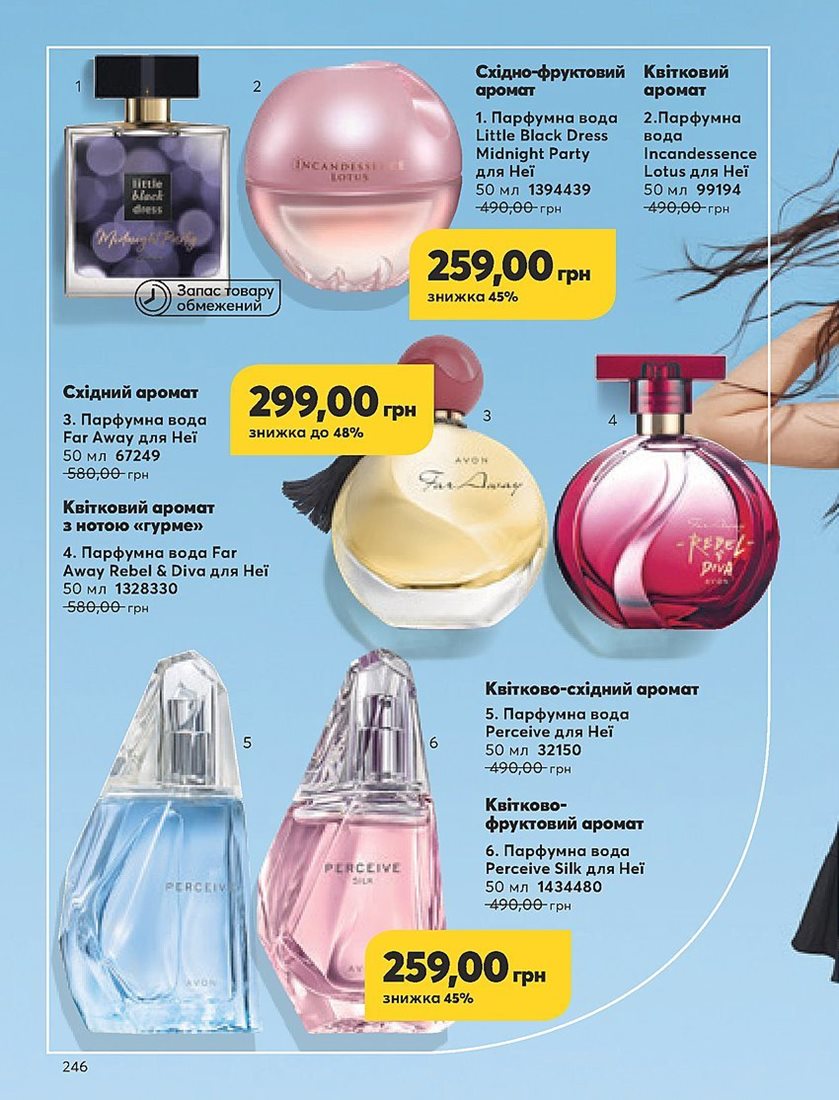 1
2
little
black
dress
Midnight Party
INCANDESSENCE
LOTUS
Східно-фруктовий
аромат
1. Парфумна вода
Little Black Dress
Midnight Party
для Неї
50 мл 1394439
490,00 грн
Квітковий
аромат
2.Парфумна
вода
Incandessence
Lotus для Неї
50 мл 99194
490,00 грн
259,00 грн
знижка 45%
Запас товару
обмежений
Східний аромат
3. Парфумна вода
Far Away для Неї
50 мл 67249
580,00 грн
Квітковий аромат
з нотою «гурме»
4. Парфумна вода Far
Away Rebel & Diva для Неї
50 мл 1328330
580,00 грн
299,00 грн
знижка до 48%
3
AVON
Far Away
4
Far Away
REBEL
&
DIVA
AVON
5
PERCEIVE
AVON
6
PERCEIVE
SILK
Квітково-східний аромат
5. Парфумна вода
Perceive для Неї
50 мл 32150
490,00 грн
Квітково-
фруктовий аромат
6. Парфумна вода
Perceive Silk для Неї
50 мл 1434480
490,00 грн
259,00 грн
знижка 45%
246